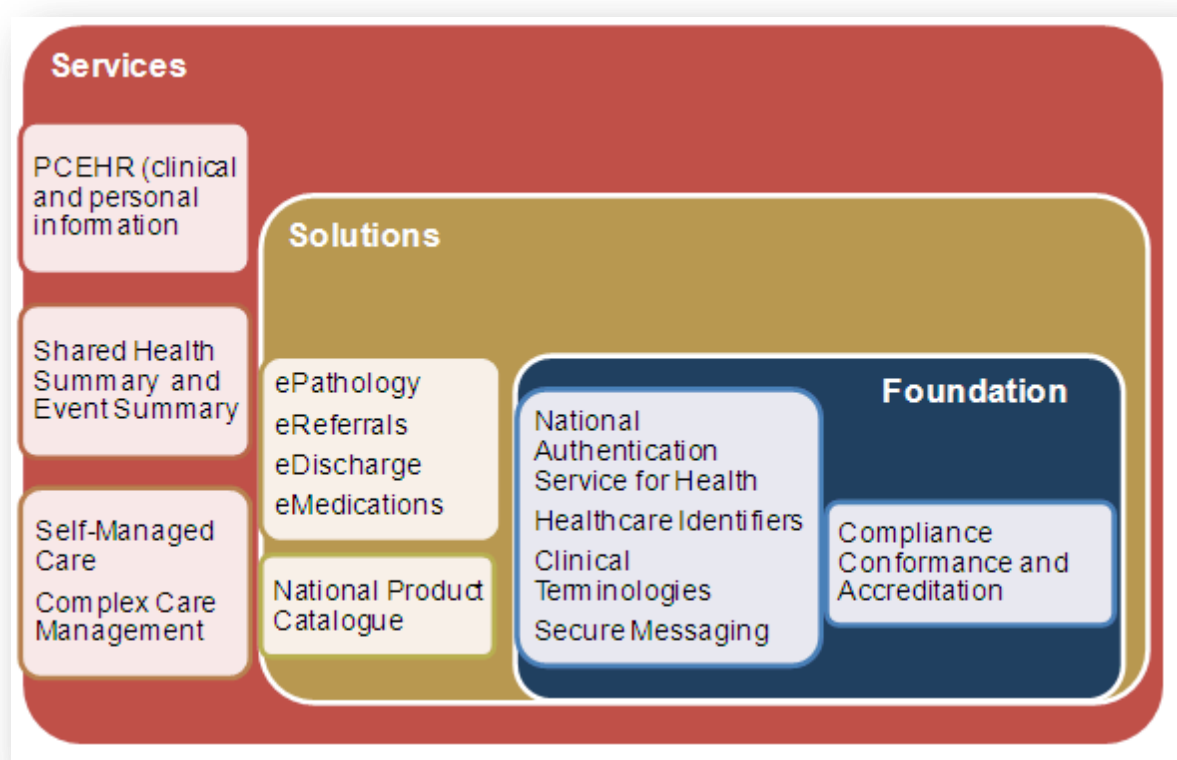 Services
PCEHR (clinical
and personal
information
Shared Health
Summary and
Event Summary
Self-Managed
Care
Complex Care
Management
Solutions
ePathology
eReferrals
eDischarge
eMedications
National Product
Catalogue
Foundation
National
Authentication
Service for Health
Healthcare Identifiers
Clinical
Terminologies
Secure Messaging
Compliance
Conformance and
Accreditation